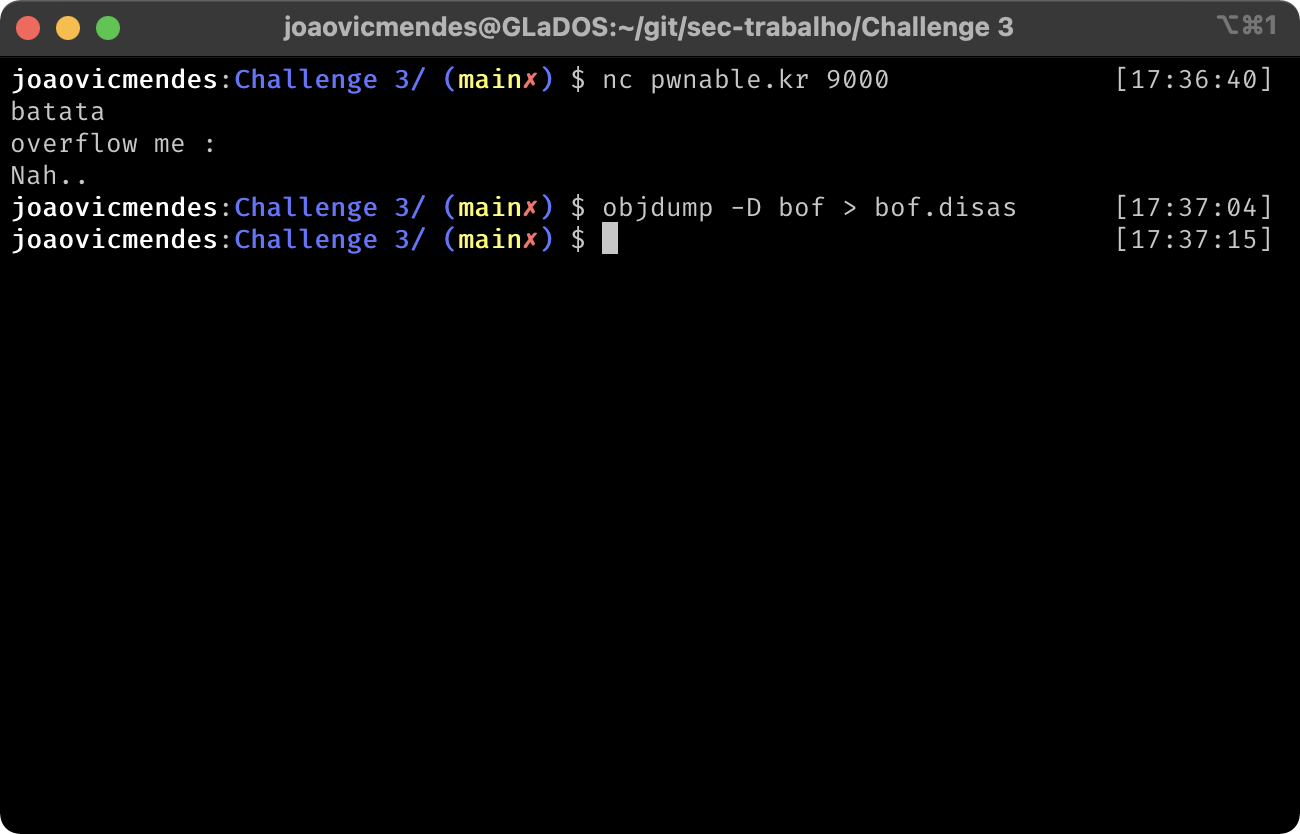 joaovicmendes@GLaDOS:~/git/sec-trabalho/Challenge 3 ⌥⌘1
joaovicmendes:Challenge 3/ (main✗) $ nc pwnable.kr 9000 [17:36:40]
batata
overflow me :
Nah..
joaovicmendes:Challenge 3/ (main✗) $ objdump -D bof > bof.disas [17:37:04]
joaovicmendes:Challenge 3/ (main✗) $ [17:37:15]